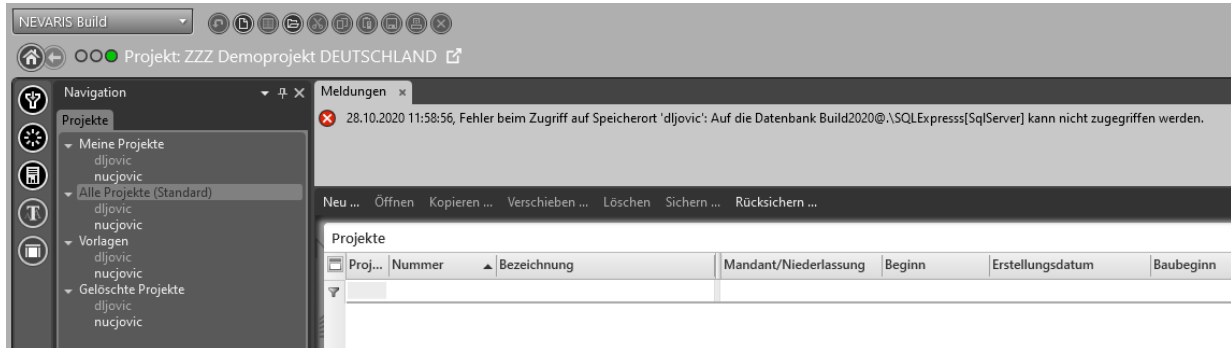 NEVARIS Build
Projekt: ZZZ Demoprojekt DEUTSCHLAND
Navigation
Projekte
Meine Projekte
dljovic
nucjovic
Alle Projekte (Standard)
dljovic
nucjovic
Vorlagen
dljovic
nucjovic
Gelöschte Projekte
dljovic
nucjovic
Meldungen
28.10.2020 11:58:56, Fehler beim Zugriff auf Speicherort 'dljovic': Auf die Datenbank Build2020@.\SQLExpresss[SqlServer] kann nicht zugegriffen werden.
Neu ... Öffnen Kopieren ... Verschieben ... Löschen Sichern ... Rücksichern ...
Projekte
Proj... Nummer Bezeichnung Mandant/Niederlassung Beginn Erstellungsdatum Baubeginn